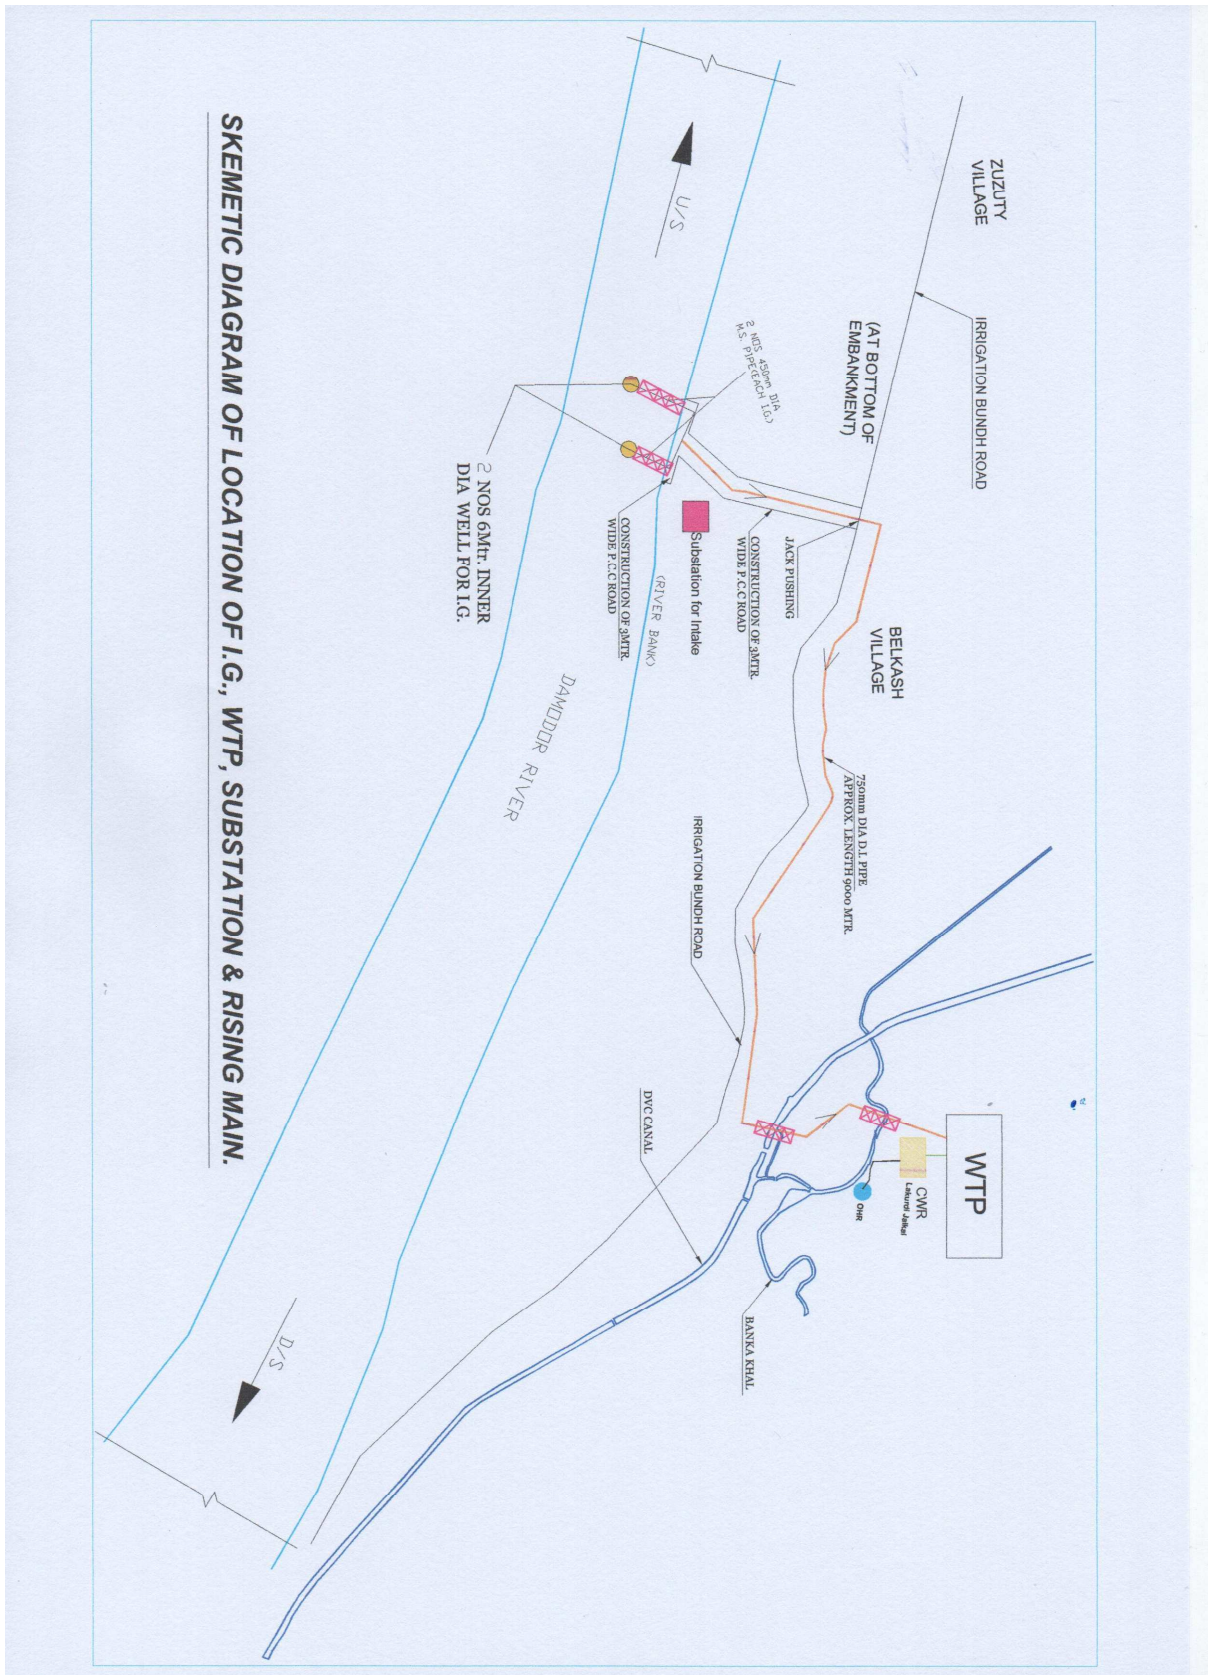 ZUZUTY
VILLAGE
IRRIGATION BUNDH ROAD
(AT BOTTOM OF
EMBANKMENT)
U/S
2 NOS 450mm DIA
M.S. PIPE(EACH I.G.)
JACK PUSHING
CONSTRUCTION OF 3MTR.
WIDE P.C.C ROAD
BELKASH
VILLAGE
Substation for Intake
CONSTRUCTION OF 3MTR.
WIDE P.C.C ROAD
(RIVER BANK)
2 NOS 6Mtr. INNER
DIA WELL FOR I.G.
DAMODOR RIVER
750mm DIA D.I. PIPE
APPROX. LENGTH 9000 MTR.
IRRIGATION BUNDH ROAD
DVC CANAL
WTP
CWR
Lakurdi Jalkal
OHR
BANKA KHAL
D/S
SKEMETIC DIAGRAM OF LOCATION OF I.G., WTP, SUBSTATION & RISING MAIN.